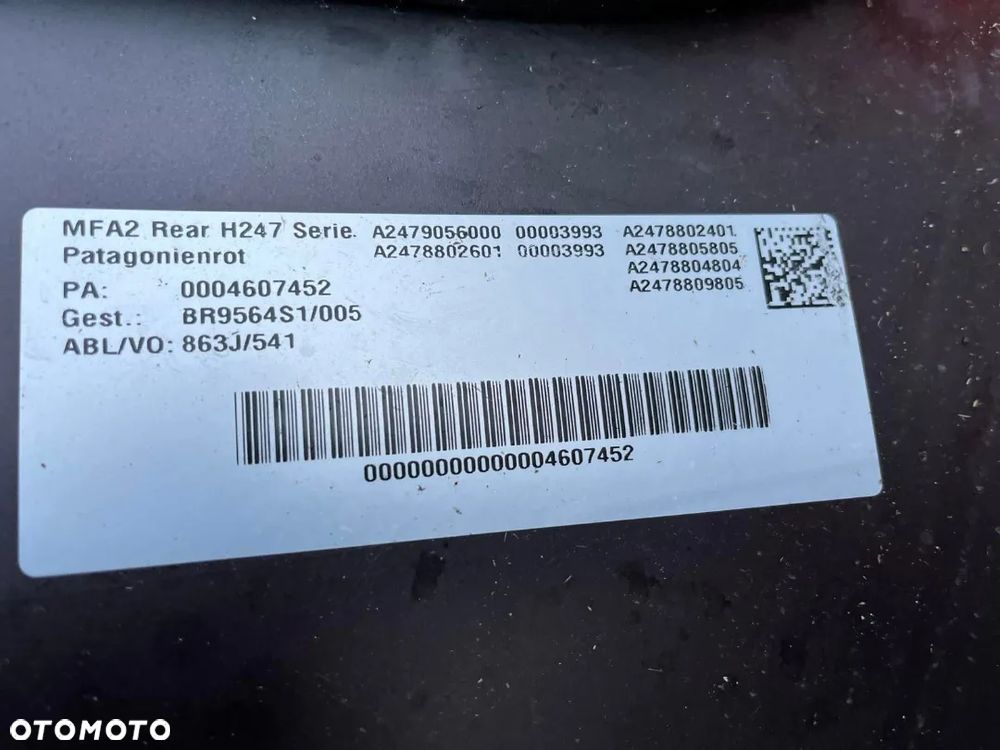 MFA2 Rear H247 Serie. A2479056000 00003993 A2478802401
Patagonienrot A2478802601 00003993 A2478805805
A2478804804
PA: 0004607452 A2478809805
Gest.: BR9564S1/005
ABL/VO: 863J/541
00000000000004607452
OTOMOTO